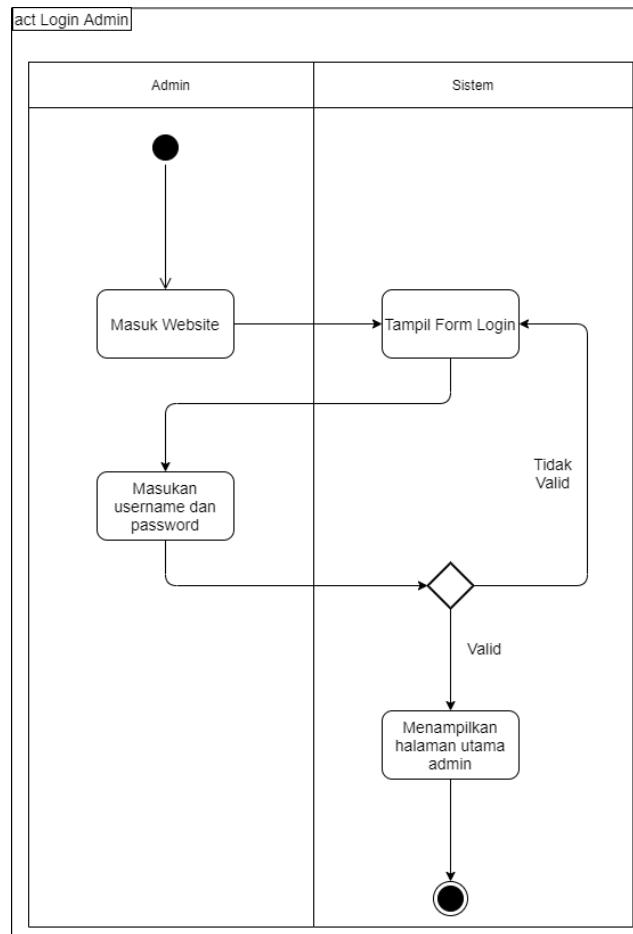 act Login Admin
Admin
Sistem
Masuk Website
Tampil Form Login
Masukan
username dan
password
Tidak
Valid
Valid
Menampilkan
halaman utama
admin